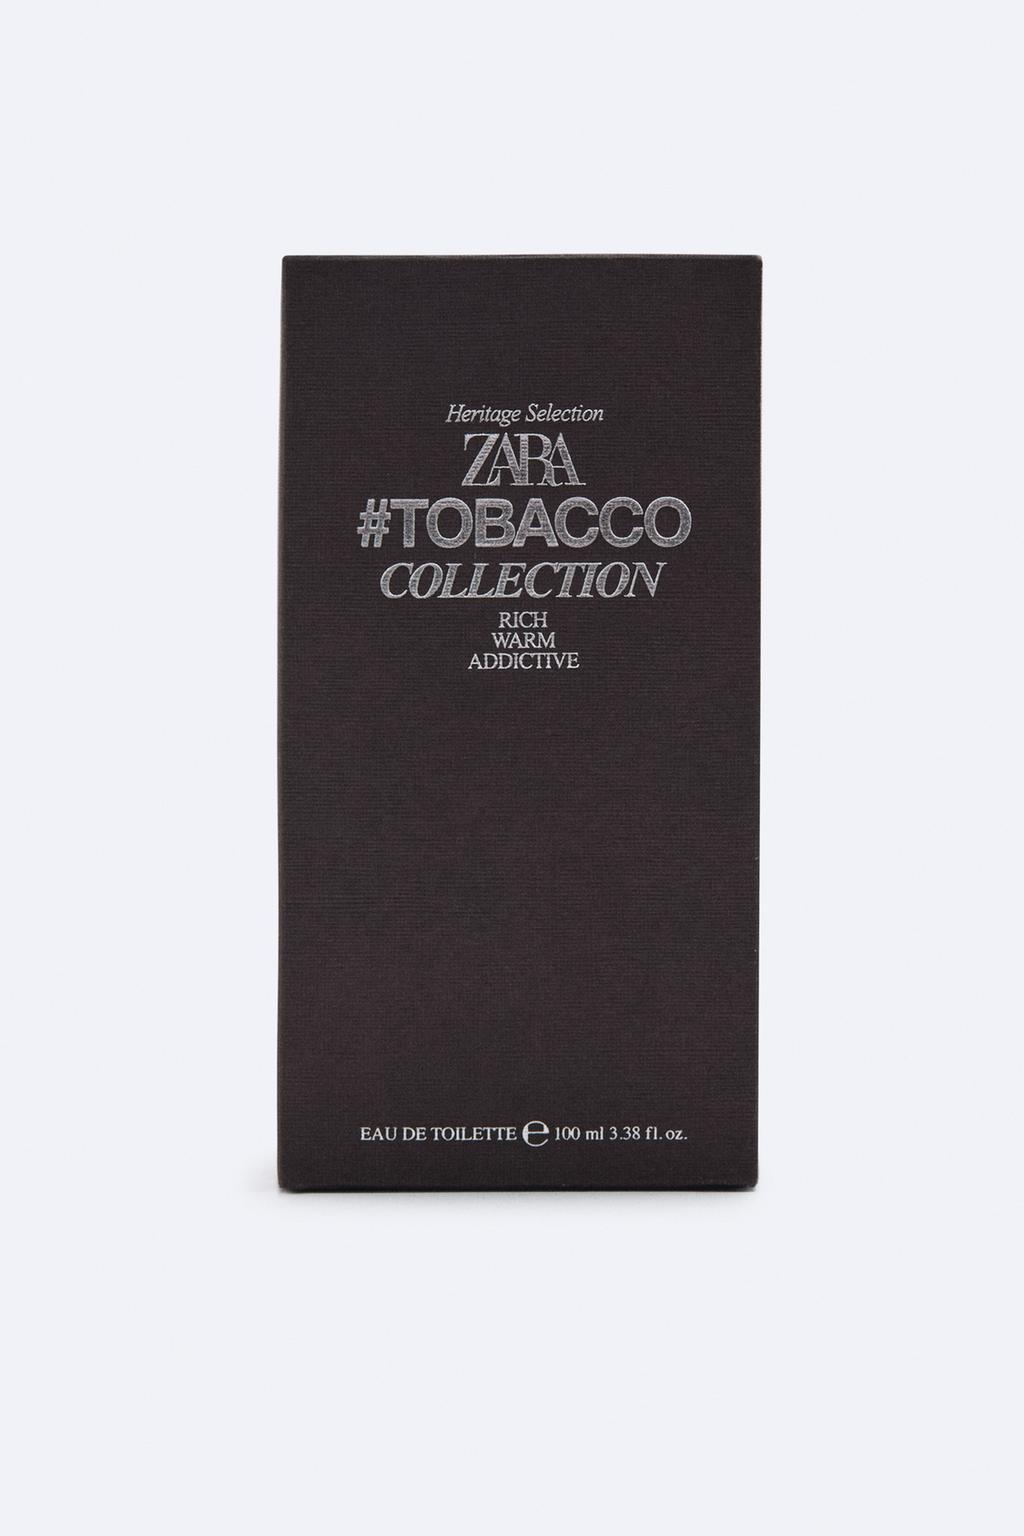 Heritage Selection
ZARA
#TOBACCO
COLLECTION
RICH
WARM
ADDICTIVE
EAU DE TOILETTE ℮ 100 ml 3.38 fl. oz.